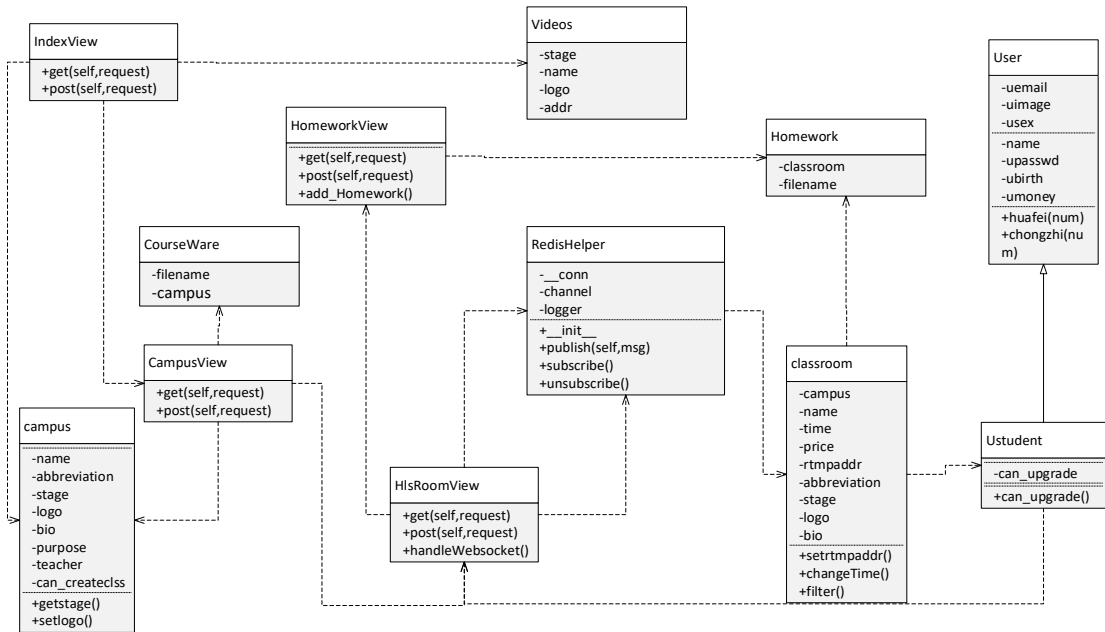 IndexView
+get(self,request)
+post(self,request)
Videos
-stage
-name
-logo
-addr
User
-uemail
-uimage
-usex
-name
-upasswd
-ubirth
-umoney
+huafei(num)
+chongzhi(nu
m)
HomeworkView
+get(self,request)
+post(self,request)
+add_Homework()
Homework
-classroom
-filename
CourseWare
-filename
-campus
RedisHelper
-__conn
-channel
-logger
+__init__
+publish(self,msg)
+subscribe()
+unsubscribe()
CampusView
+get(self,request)
+post(self,request)
classroom
-campus
-name
-time
-price
-rtmpaddr
-abbreviation
-stage
-logo
-bio
+setrtmpaddr()
+changeTime()
+filter()
campus
-name
-abbreviation
-stage
-logo
-bio
-purpose
-teacher
-can_createclss
+getstage()
+setlogo()
HlsRoomView
+get(self,request)
+post(self,request)
+handleWebsocket()
Ustudent
-can_upgrade
+can_upgrade()